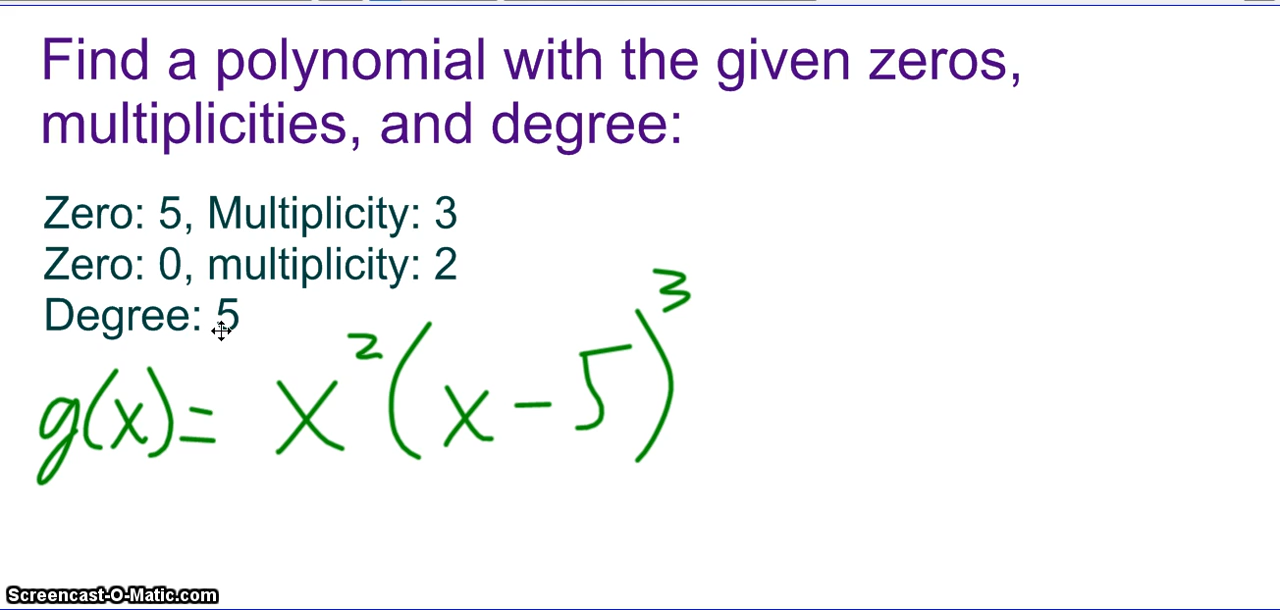 Find a polynomial with the given zeros,
multiplicities, and degree:
Zero: 5, Multiplicity: 3
Zero: 0, multiplicity: 2
Degree: 5
g(x)= x²(x-5)³
Screencast-O-Matic.com